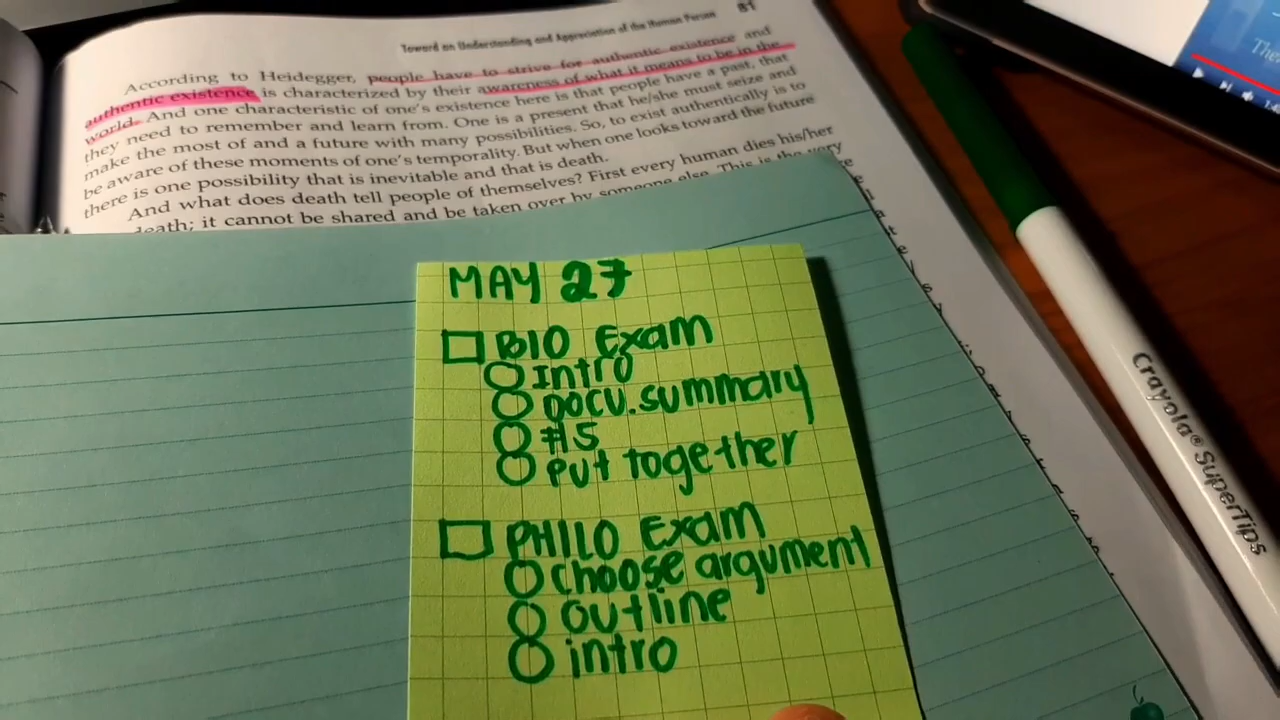 81
Toward an Understanding and Appreciation of the Human Person
According to Heidegger, people have to strive for authentic existence and
authentic existence is characterized by their awareness of what it means to be in the
world. And one characteristic of one's existence here is that people have a past, that
they need to remember and learn from. One is a present that he/she must seize and
make the most of and a future with many possibilities. So, to exist authentically is to
be aware of these moments of one's temporality. But when one looks toward the future
there is one possibility that is inevitable and that is death.
And what does death tell people of themselves? First every human dies his/her
death; it cannot be shared and be taken over by someone else. This is the very
MAY 27
BIO Exam
Intro
DOCU. summary
#15
PUT together
PHILO Exam
Choose argument
outline
intro
Crayola® SuperTips